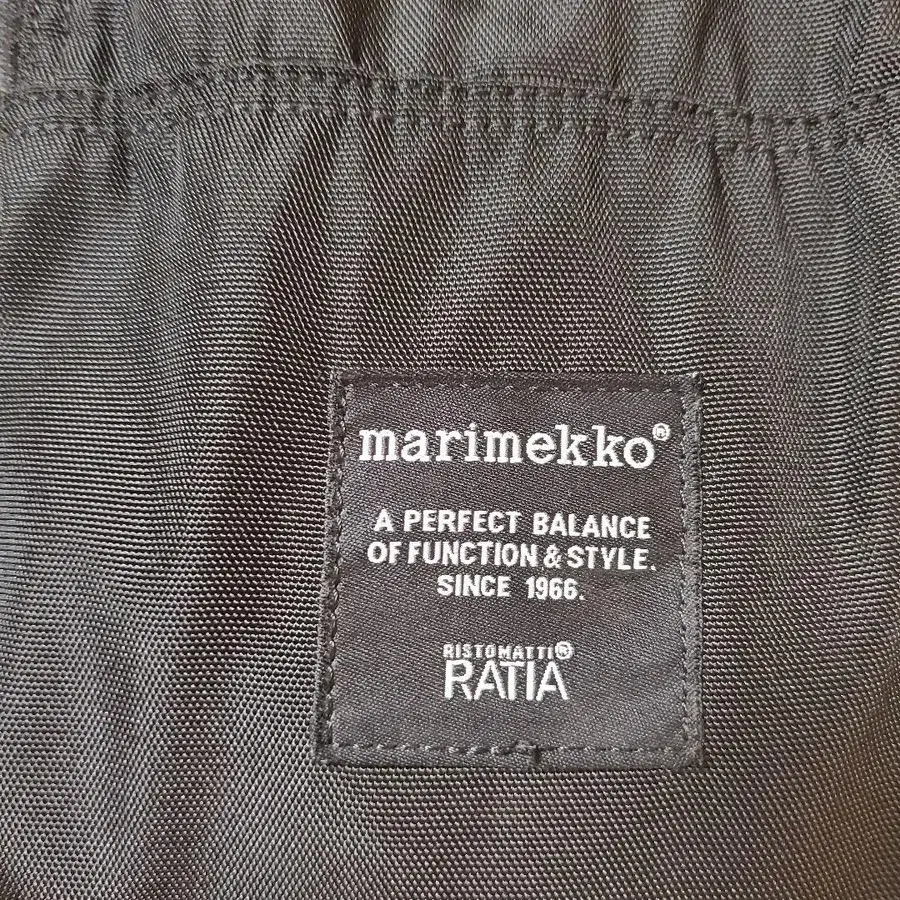 marimekko®
A PERFECT BALANCE
OF FUNCTION & STYLE.
SINCE 1966.
RISTOMATTI®
RATIA